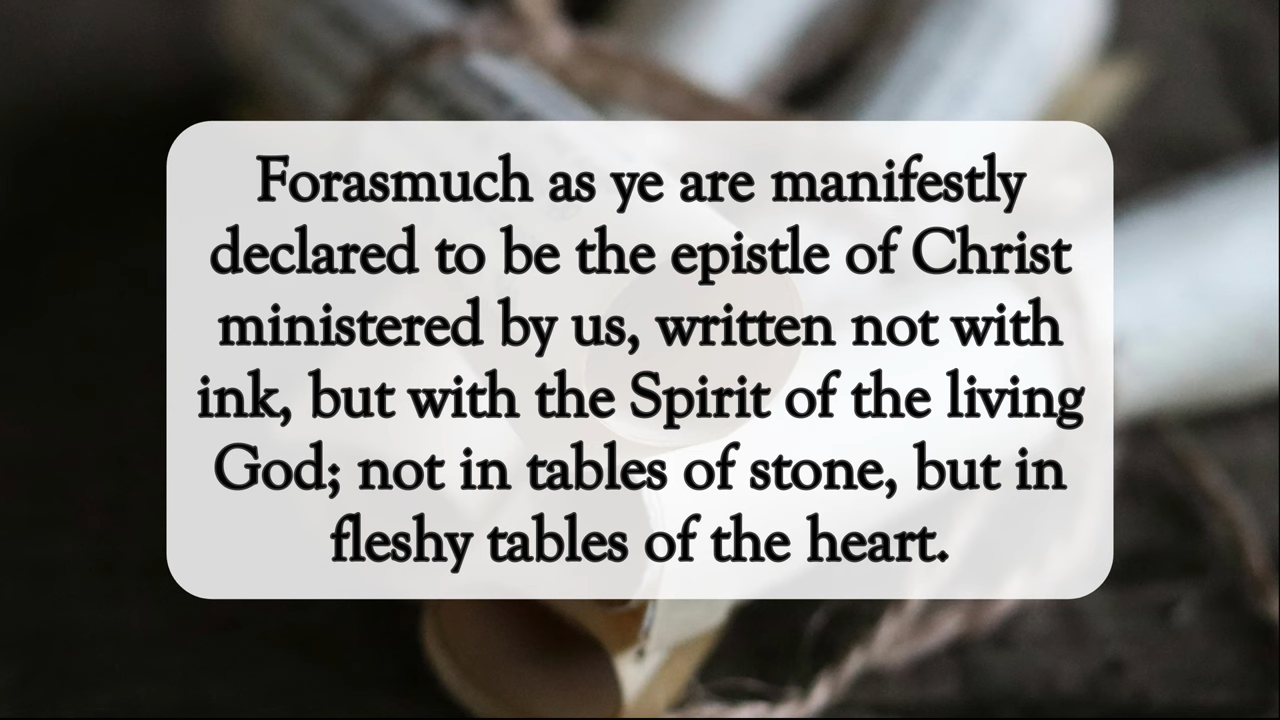 Forasmuch as ye are manifestly
declared to be the epistle of Christ
ministered by us, written not with
ink, but with the Spirit of the living
God; not in tables of stone, but in
fleshy tables of the heart.